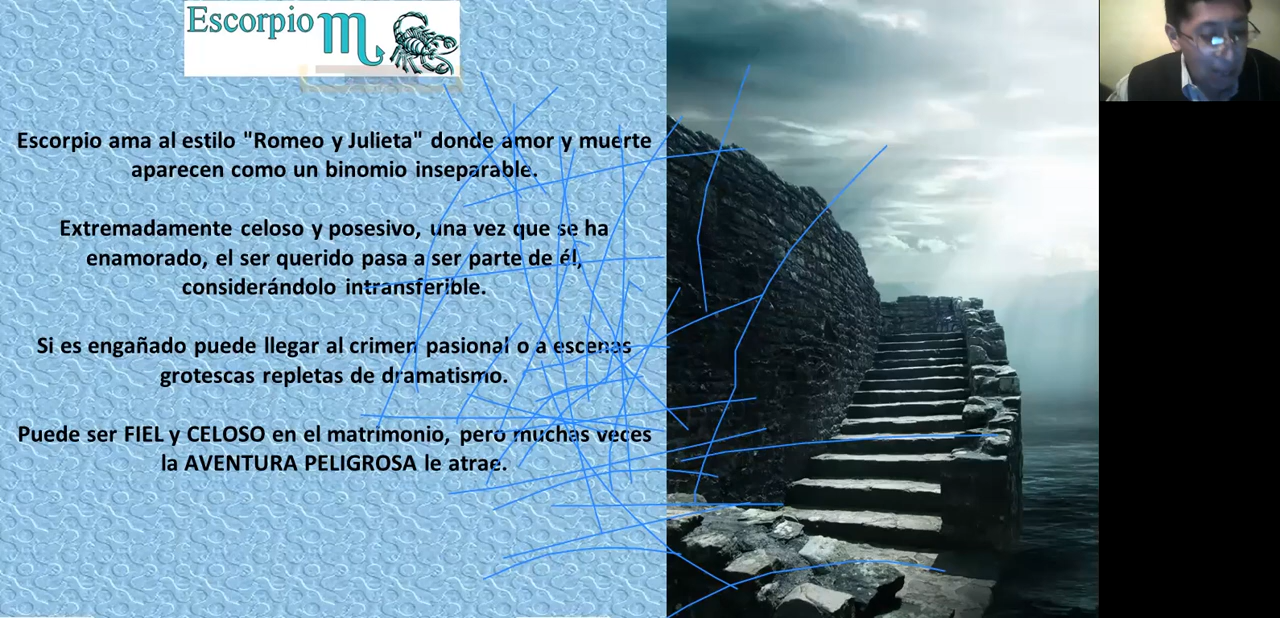 Escorpio
Escorpio ama al estilo "Romeo y Julieta" donde amor y muerte
aparecen como un binomio inseparable.
Extremadamente celoso y posesivo, una vez que se ha
enamorado, el ser querido pasa a ser parte de él,
considerándolo intransferible.
Si es engañado puede llegar al crimen pasional o a escenas
grotescas repletas de dramatismo.
Puede ser FIEL y CELOSO en el matrimonio, pero muchas veces
la AVENTURA PELIGROSA le atrae.